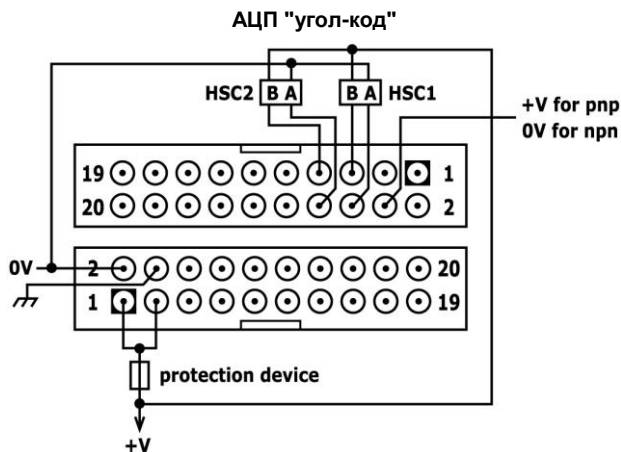 АЦП "угол-код"
HSC2 B A B A HSC1
+V for pnp
0V for npn
19 1
20 2
0V 2 20
1 19
protection device
+V